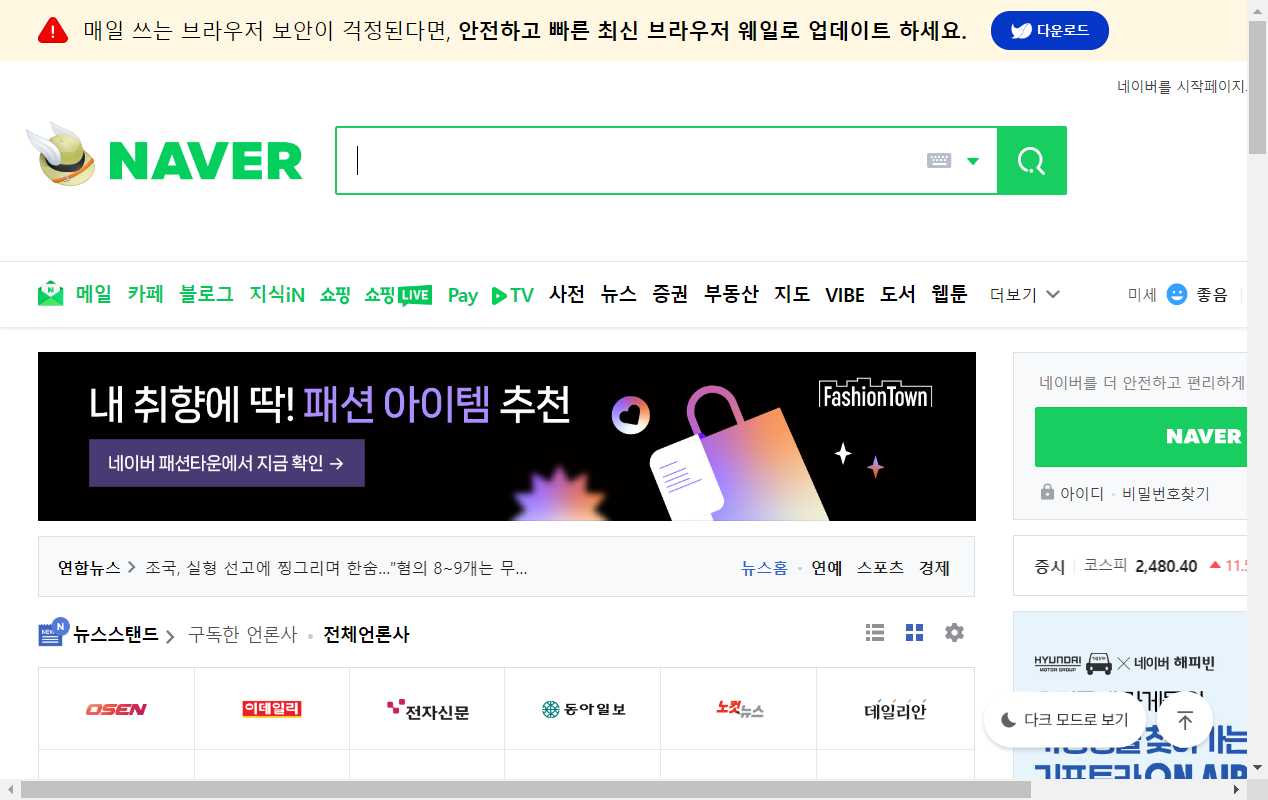 매일 쓰는 브라우저 보안이 걱정된다면, 안전하고 빠른 최신 브라우저 웨일로 업데이트 하세요. 다운로드
네이버를 시작페이지
NAVER
메일 카페 블로그 지식iN 쇼핑 쇼핑LIVE Pay TV 사전 뉴스 증권 부동산 지도 VIBE 도서 웹툰 더보기 미세 좋음
내 취향에 딱! 패션 아이템 추천
FashionTown
네이버 패션타운에서 지금 확인 →
네이버를 더 안전하고 편리하게
NAVER
아이디 · 비밀번호찾기
연합뉴스 > 조국, 실형 선고에 찡그리며 한숨…"혐의 8~9개는 무...
뉴스홈 · 연예 스포츠 경제
증시 코스피 2,480.40 ▲ 11.5
NEWS N 뉴스스탠드 > 구독한 언론사 · 전체언론사
HYUNDAI MOTOR GROUP × 네이버 해피빈
OSEN 이데일리 전자신문 동아일보 노컷뉴스 데일리안
다크 모드로 보기
ON AIR